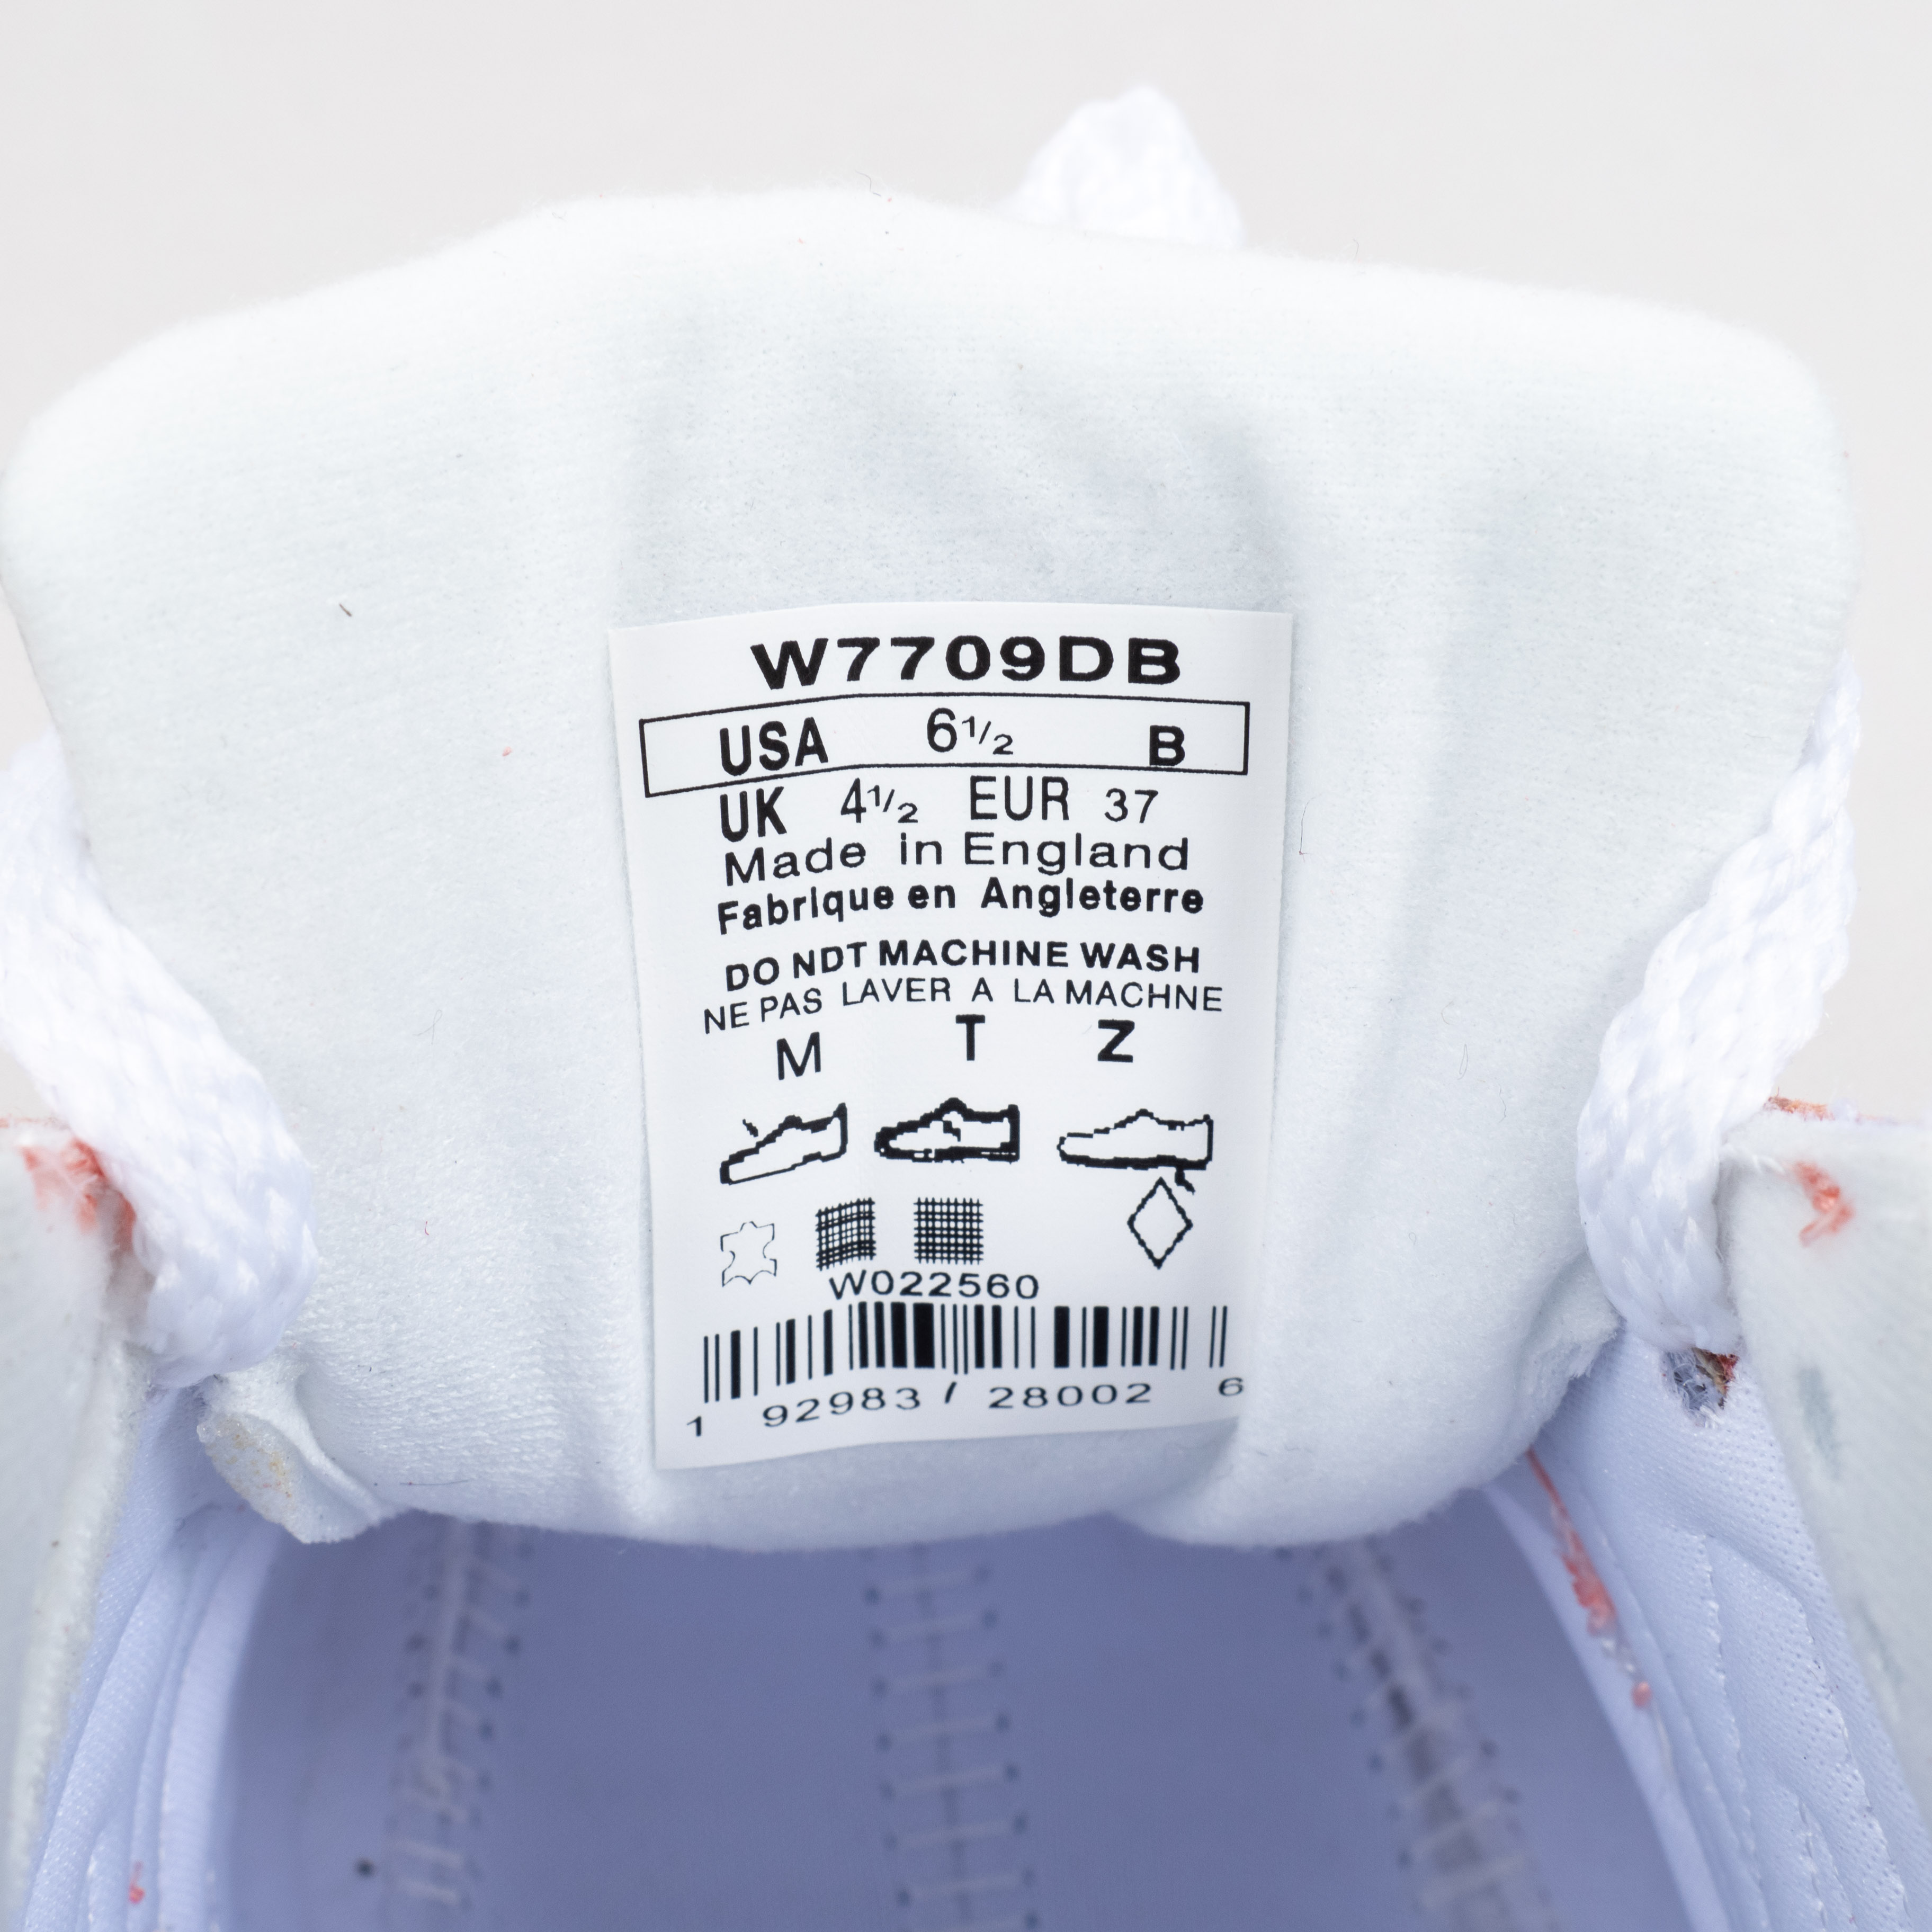 W7709DB
USA 6 1/2 B
UK 4 1/2 EUR 37
Made in England
FabrIque en Angleterre
DO NDT MACHINE WASH
NE PAS LAVER A LA MACHNE
M T Z
W022560
1 92983 / 28002 6